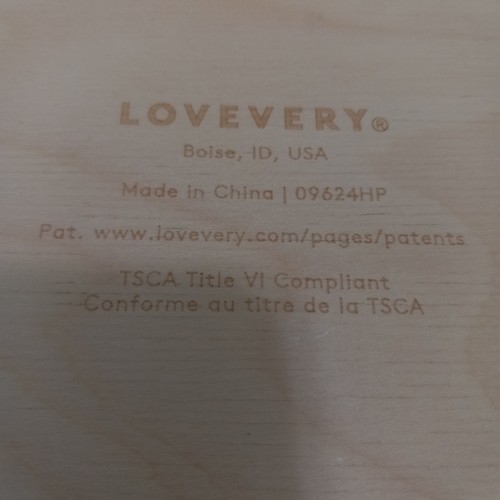 LOVEVERY®
Boise, ID, USA
Made in China | 09624HP
Pat. www.lovevery.com/pages/patents
TSCA Title VI Compliant
Conforme au titre de la TSCA